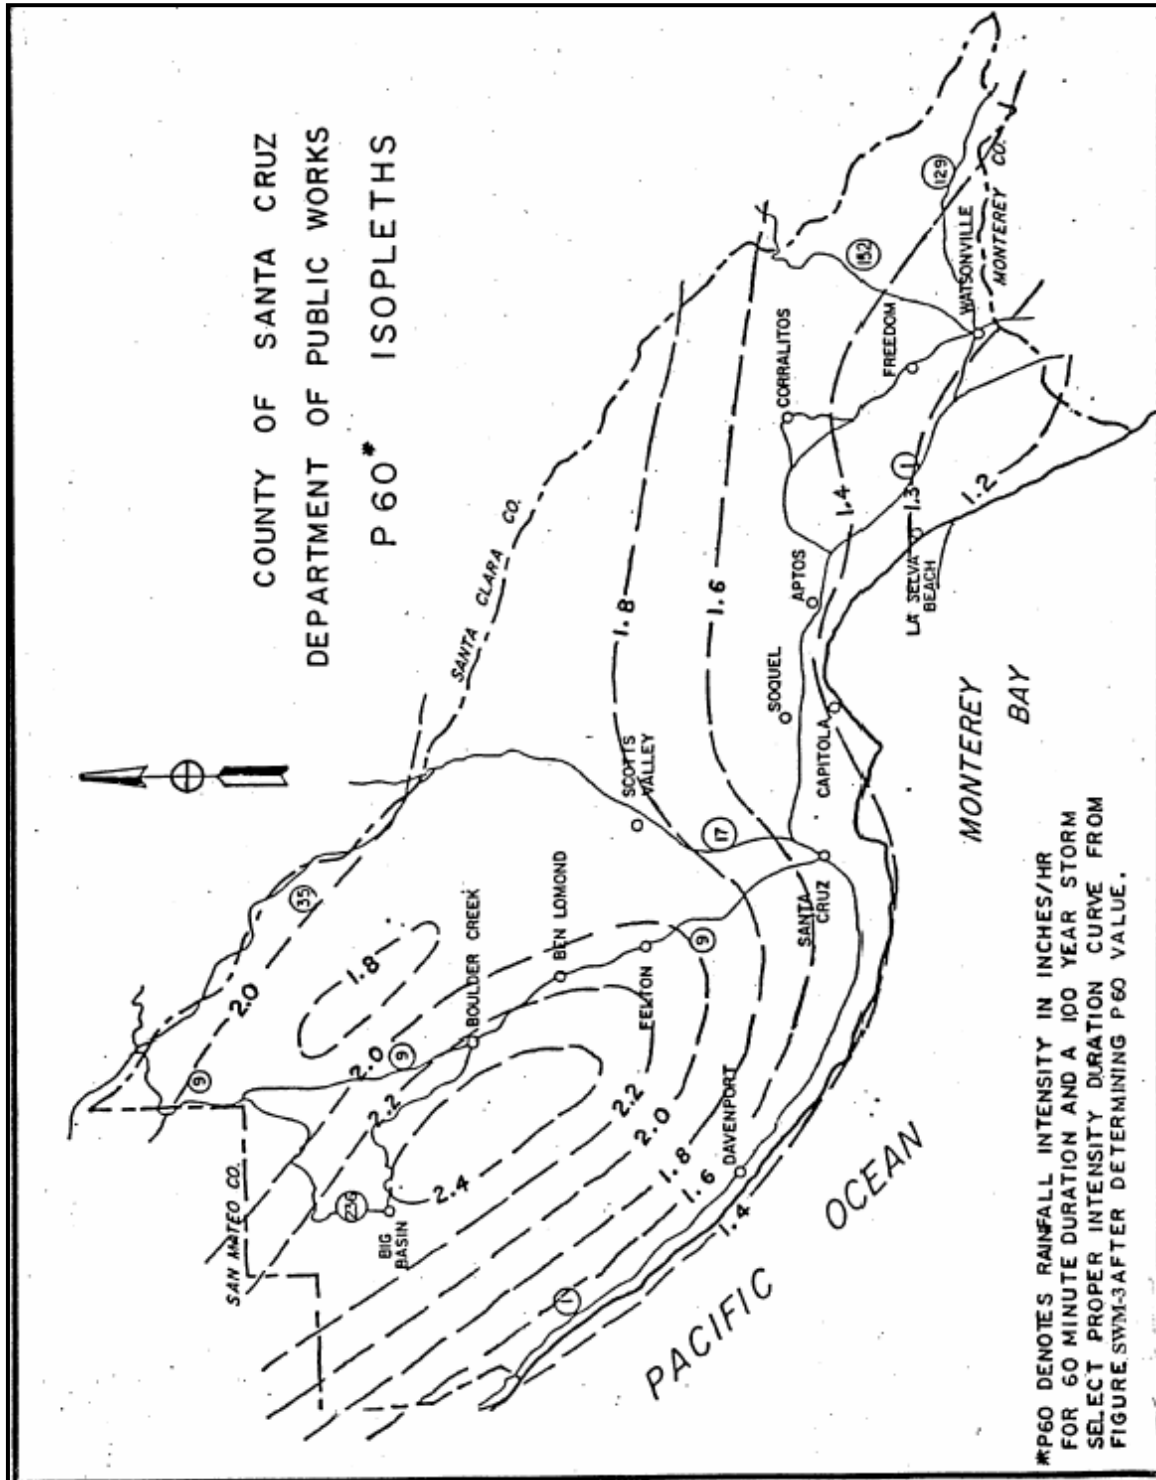 COUNTY OF SANTA CRUZ
DEPARTMENT OF PUBLIC WORKS
P 60* ISOPLETHS
SAN MATEO CO.
SANTA CLARA CO.
MONTEREY CO.
35
9
2.0
1.8
236
BIG
BASIN
2.0
2.2
9
2.4
BOULDER CREEK
BEN LOMOND
FELTON
9
SCOTTS
VALLEY
17
1.8
1.6
SOQUEL
APTOS
CAPITOLA
SANTA
CRUZ
CORRALITOS
152
129
FREEDOM
WATSONVILLE
1.4
1
1.3
1.2
LA SELVA
BEACH
2.2
2.0
1.8
1.6
1.4
1
DAVENPORT
PACIFIC OCEAN
MONTEREY
BAY
*P60 DENOTES RAINFALL INTENSITY IN INCHES/HR
FOR 60 MINUTE DURATION AND A 100 YEAR STORM
SELECT PROPER INTENSITY DURATION CURVE FROM
FIGURE SWM-3 AFTER DETERMINING P60 VALUE.